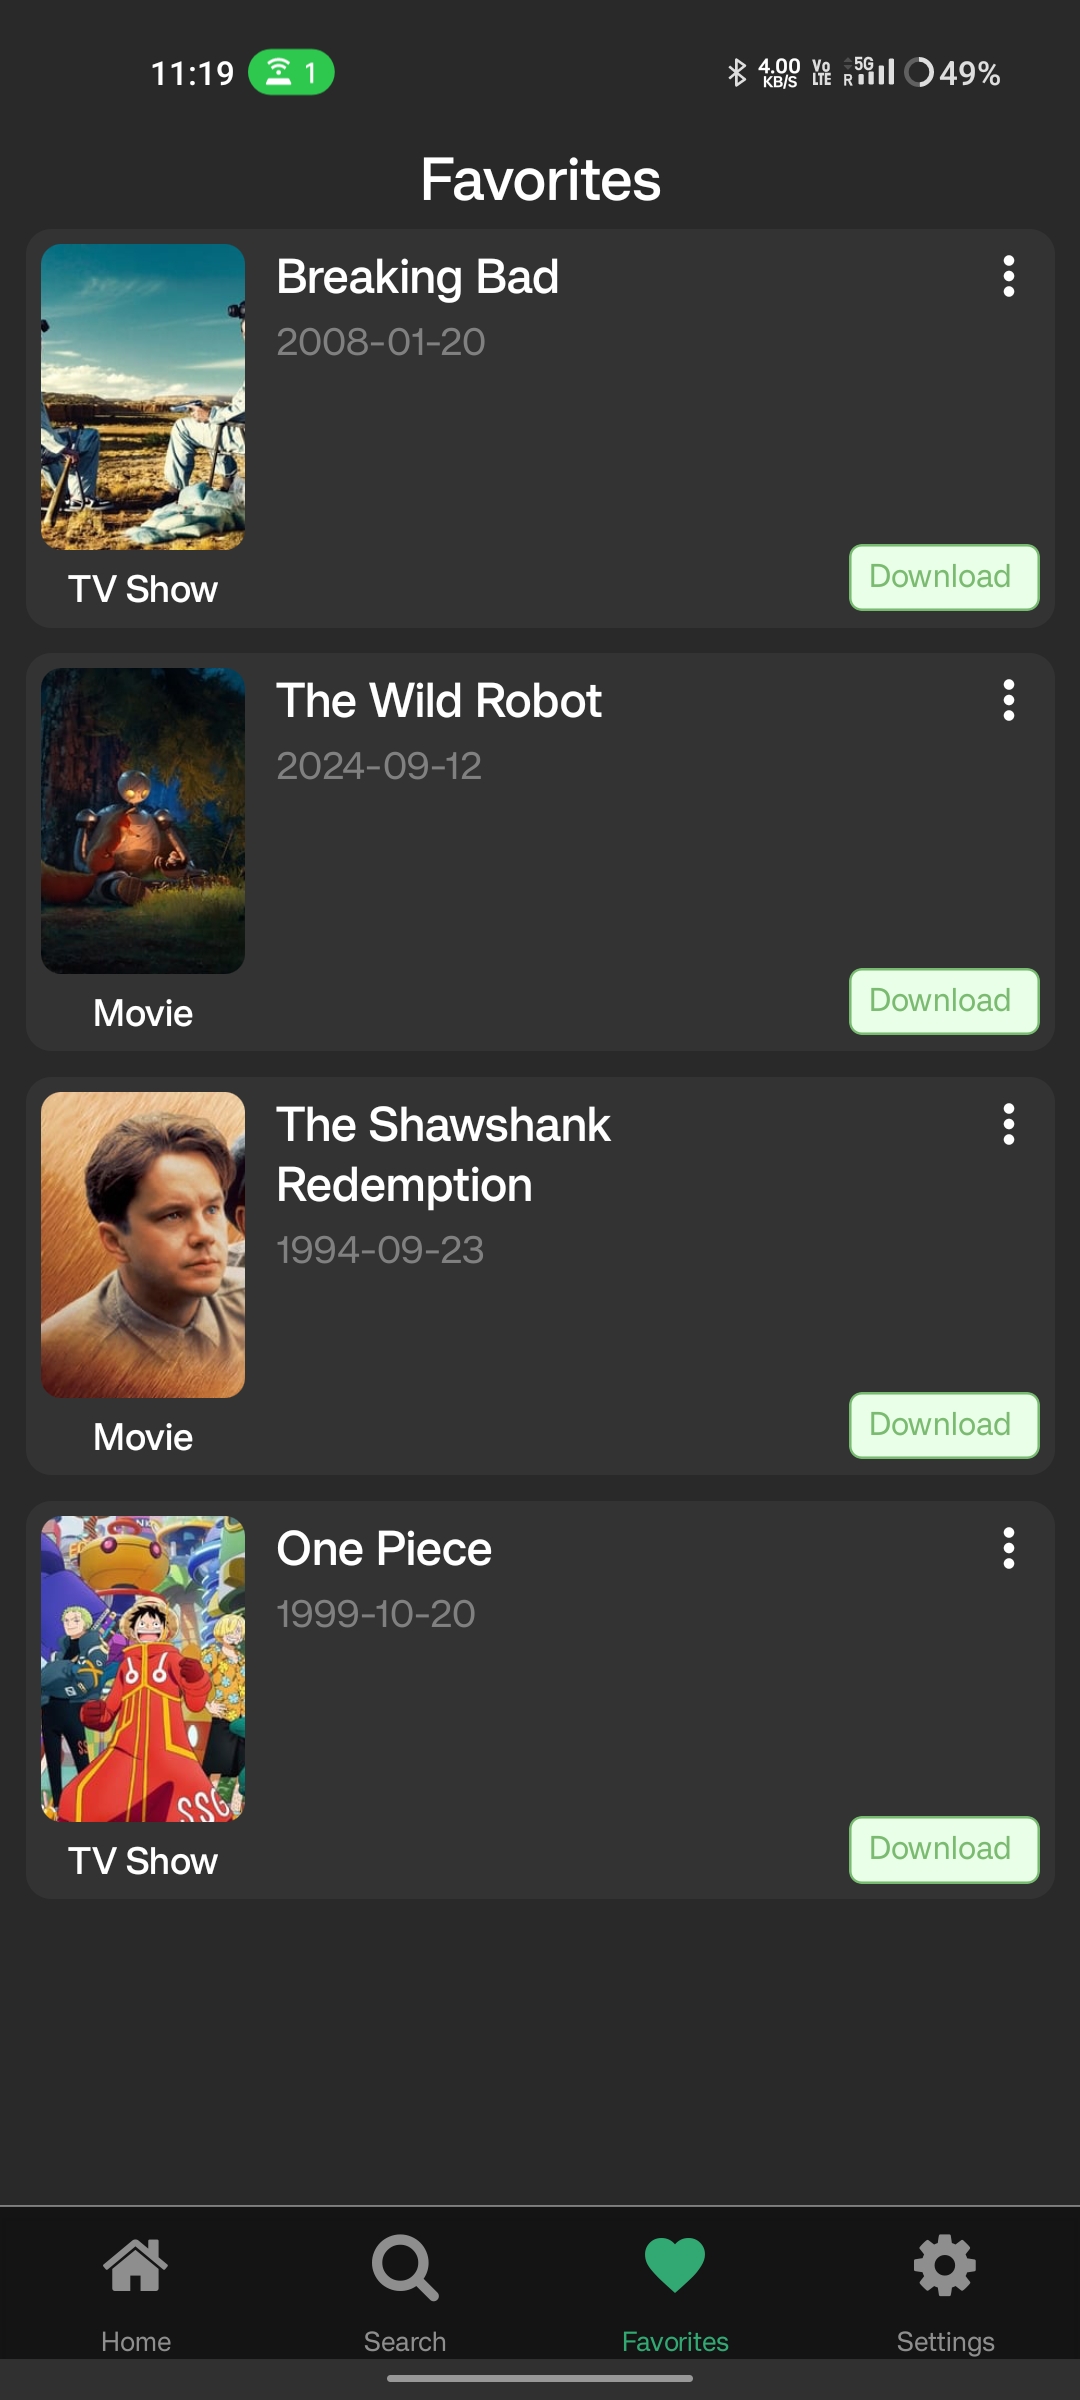 11:19
1
4.00
KB/S
Vo
LTE
R
5G
49%
Favorites
Breaking Bad
2008-01-20
TV Show
Download
The Wild Robot
2024-09-12
Movie
Download
The Shawshank
Redemption
1994-09-23
Movie
Download
One Piece
1999-10-20
SSG
TV Show
Download
Home
Search
Favorites
Settings